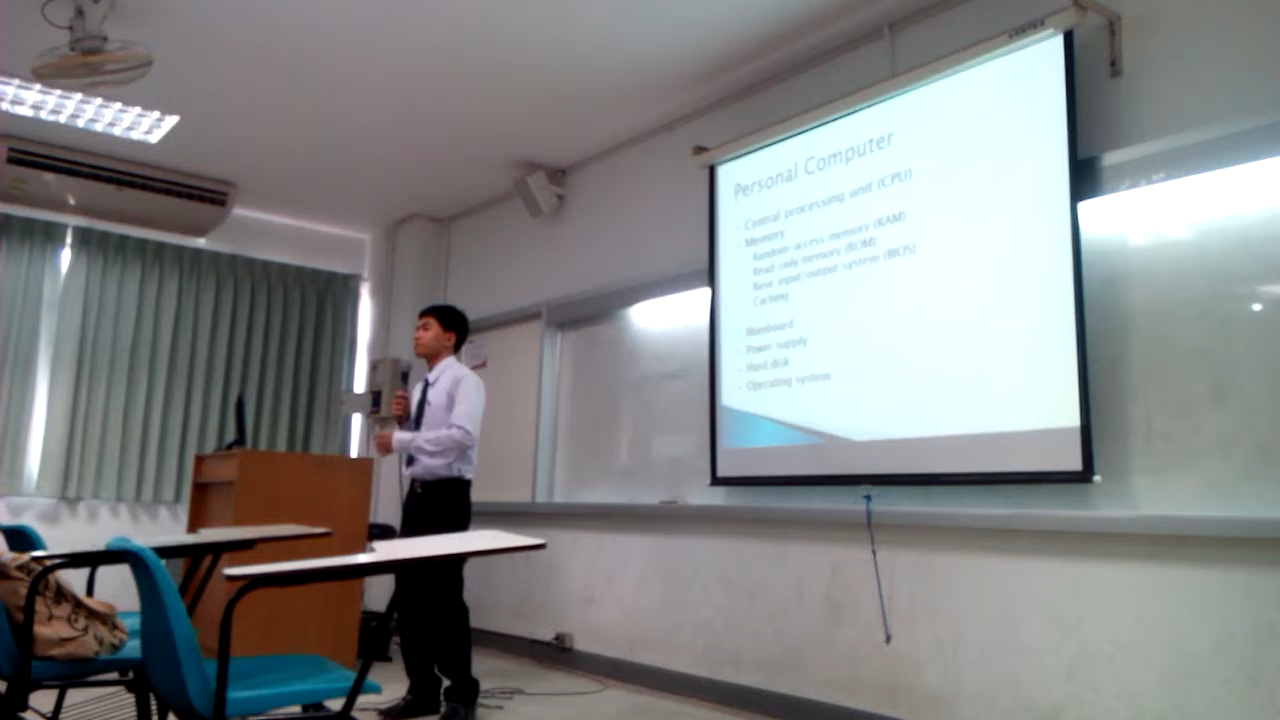 Personal Computer
- Central processing unit (CPU)
- Memory
Random-access memory (RAM)
Read-only memory (ROM)
Basic input/output system (BIOS)
Caching
Mainboard
- Power supply
- Hard disk
- Operating system